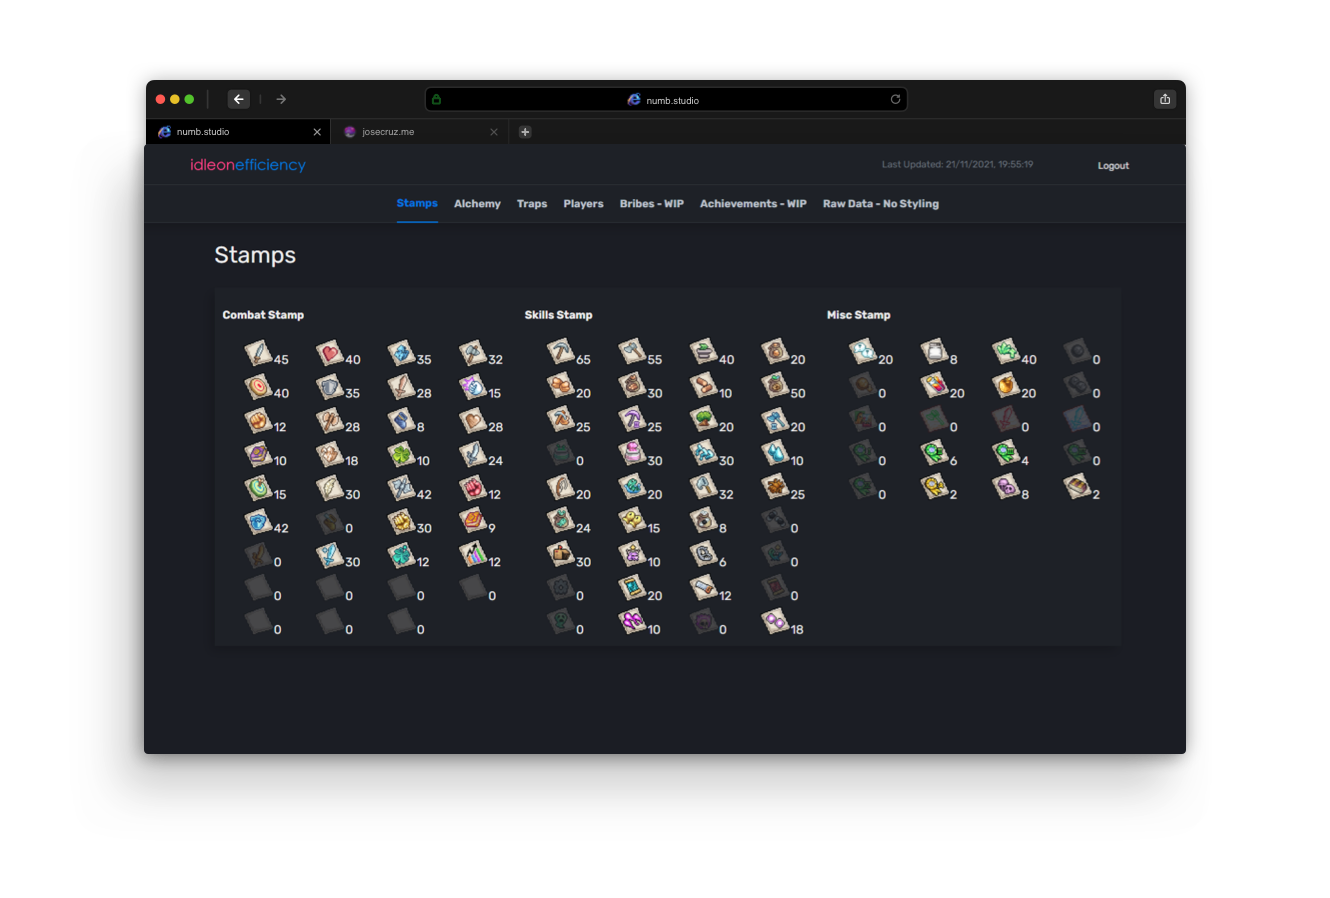 numb.studio
numb.studio
josecruz.me
idleonefficiency
Last Updated: 21/11/2021, 19:55:19
Logout
Stamps Alchemy Traps Players Bribes - WIP Achievements - WIP Raw Data - No Styling
Stamps
Combat Stamp
45 40 35 32
40 35 28 15
12 28 8 28
10 18 10 24
15 30 42 12
42 0 30 9
0 30 12 12
0 0 0 0
0 0 0
Skills Stamp
65 55 40 20
20 30 10 50
25 25 20 20
0 30 30 10
20 20 32 25
24 15 8 0
30 10 6 0
0 20 12 0
0 10 0 18
Misc Stamp
20 8 40 0
0 20 20 0
0 0 0 0
0 6 4 0
0 2 8 2